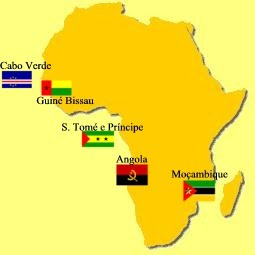 Cabo Verde
Guiné Bissau
S. Tomé e Príncipe
Angola
Moçambique